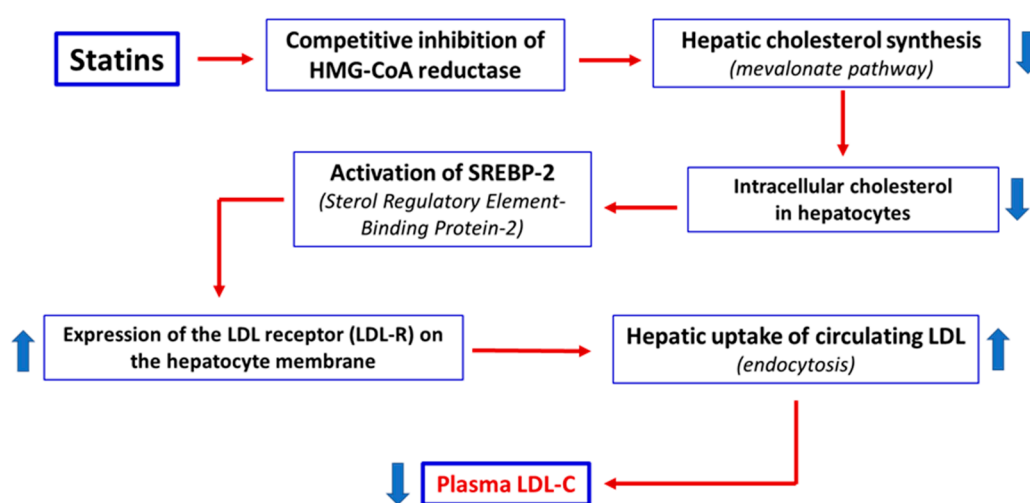 Statins
Competitive inhibition of
HMG-CoA reductase
Hepatic cholesterol synthesis
(mevalonate pathway)
Intracellular cholesterol
in hepatocytes
Activation of SREBP-2
(Sterol Regulatory Element-
Binding Protein-2)
Expression of the LDL receptor (LDL-R) on
the hepatocyte membrane
Hepatic uptake of circulating LDL
(endocytosis)
Plasma LDL-C